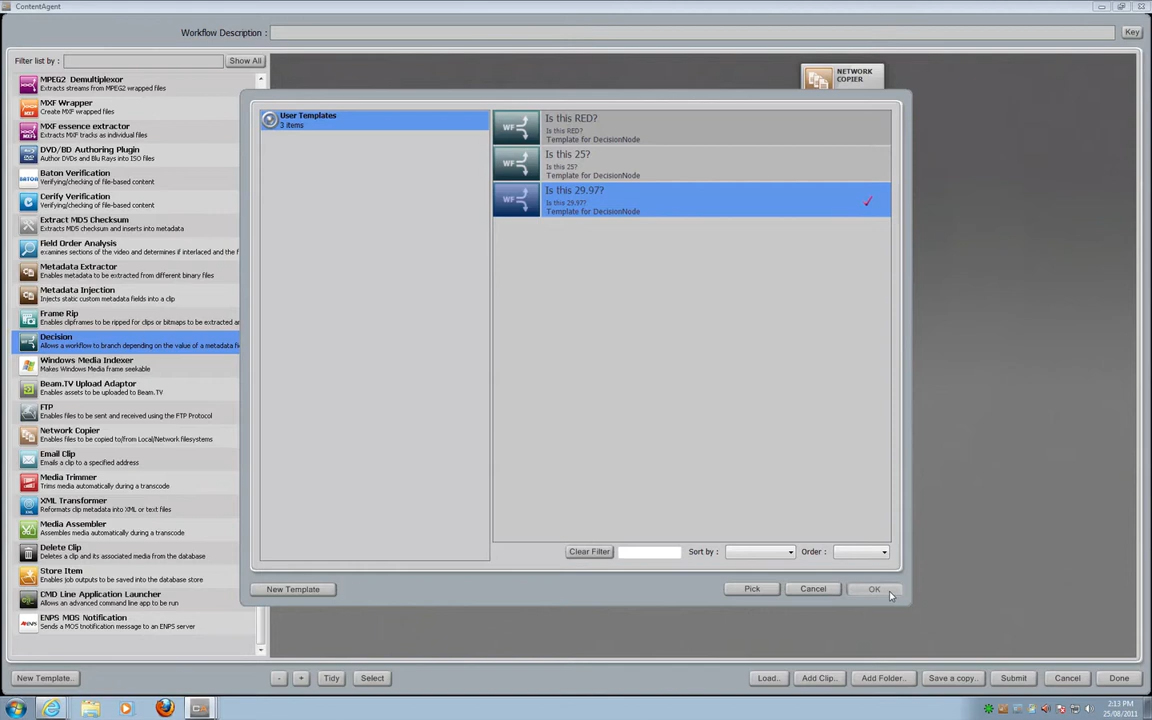 ContentAgent
Workflow Description :
Key
Filter list by :
Show All
MPEG2 Demultiplexor
Extracts streams from MPEG2 wrapped files
MXF Wrapper
Create MXF wrapped files
MXF essence extractor
Extracts MXF tracks as individual files
DVD/BD Authoring Plugin
Author DVDs and Blu Rays into ISO files
BATON
Baton Verification
Verifying/checking of file-based content
Cerify Verification
Verifying/checking of file-based content
Extract MD5 Checksum
Extracts MD5 checksum and inserts into metadata
Field Order Analysis
examines sections of the video and determines if interlaced and the f
Metadata Extractor
Enables metadata to be extracted from different binary files
Metadata Injection
Injects static custom metadata fields into a clip
Frame Rip
Enables clipframes to be ripped for clips or bitmaps to be extracted ar
Decision
Allows a workflow to branch depending on the value of a metadata fie
Windows Media Indexer
Makes Windows Media frame seekable
Beam.TV Upload Adaptor
Enables assets to be uploaded to Beam.TV
FTP
Enables files to be sent and received using the FTP Protocol
Network Copier
Enables files to be copied to/from Local/Network filesystems
Email Clip
Emails a clip to a specified address
Media Trimmer
Trims media automatically during a transcode
XML Transformer
Reformats clip metadata into XML or text files
Media Assembler
Assembles media automatically during a transcode
Delete Clip
Deletes a clip and its associated media from the database
Store Item
Enables job outputs to be saved into the database store
CMD Line Application Launcher
Enables an advanced command line app to be run
ENPS MOS Notification
Sends a MOS tnotification message to an ENPS server
NETWORK
COPIER
User Templates
3 items
WF
Is this RED?
Is this RED?
Template for DecisionNode
WF
Is this 25?
Is this 25?
Template for DecisionNode
WF
Is this 29.97?
Is this 29.97?
Template for DecisionNode
Clear Filter
Sort by :
Order :
New Template
Pick
Cancel
OK
New Template..
-
+
Tidy
Select
Load..
Add Clip..
Add Folder..
Save a copy..
Submit
Cancel
Done
2:13 PM
25/08/2011